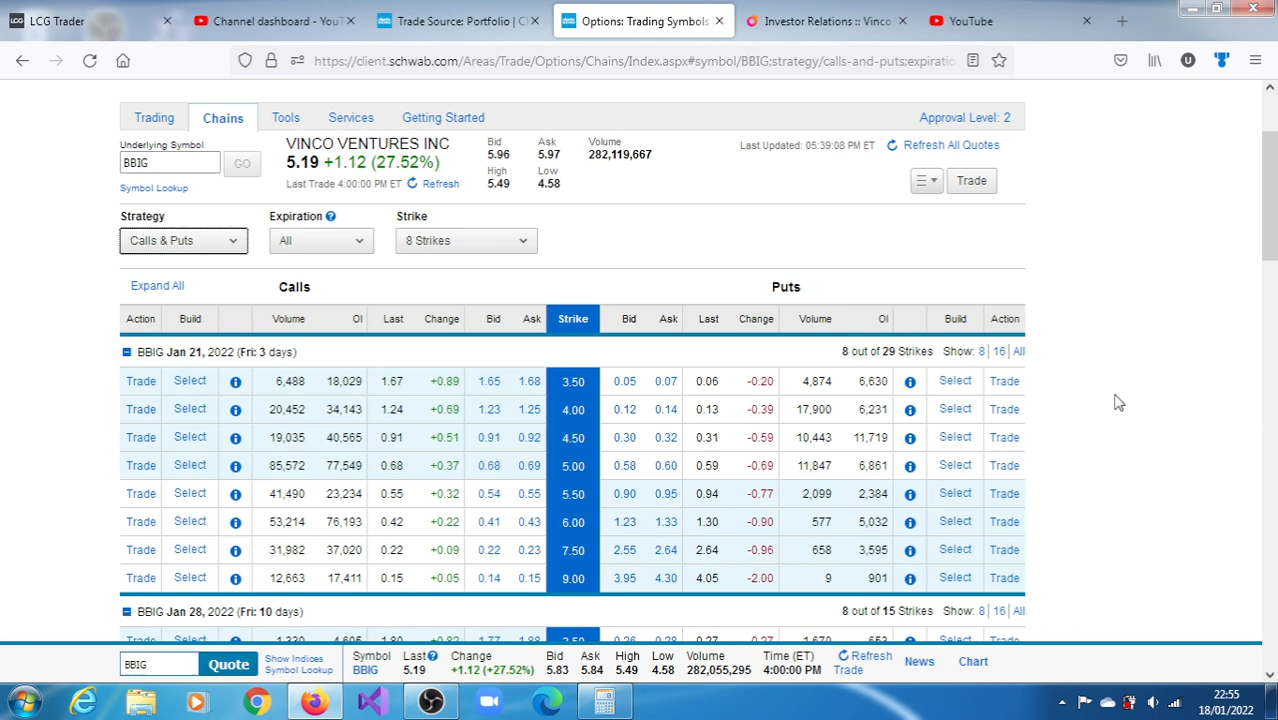 LCG Trader
Channel dashboard - YouT
Trade Source: Portfolio | C
Options: Trading Symbols
Investor Relations :: Vinco
YouTube
https://client.schwab.com/Areas/Trade/Options/Chains/Index.aspx#symbol/BBIG;strategy/calls-and-puts;expiratio
Trading Chains Tools Services Getting Started Approval Level: 2
Underlying Symbol
BBIG GO
Symbol Lookup
VINCO VENTURES INC
5.19 +1.12 (27.52%)
Last Trade 4:00:00 PM ET Refresh
Bid Ask Volume
5.96 5.97 282,119,667
High Low
5.49 4.58
Last Updated: 05:39:08 PM ET Refresh All Quotes
Trade
Strategy Expiration Strike
Calls & Puts All 8 Strikes
Expand All Calls Puts
Action Build Volume OI Last Change Bid Ask Strike Bid Ask Last Change Volume OI Build Action
BBIG Jan 21, 2022 (Fri: 3 days) 8 out of 29 Strikes Show: 8 | 16 | All
Trade Select 6,488 18,029 1.67 +0.89 1.65 1.68 3.50 0.05 0.07 0.06 -0.20 4,874 6,630 Select Trade
Trade Select 20,452 34,143 1.24 +0.69 1.23 1.25 4.00 0.12 0.14 0.13 -0.39 17,900 6,231 Select Trade
Trade Select 19,035 40,565 0.91 +0.51 0.91 0.92 4.50 0.30 0.32 0.31 -0.59 10,443 11,719 Select Trade
Trade Select 85,572 77,549 0.68 +0.37 0.68 0.69 5.00 0.58 0.60 0.59 -0.69 11,847 6,861 Select Trade
Trade Select 41,490 23,234 0.55 +0.32 0.54 0.55 5.50 0.90 0.95 0.94 -0.77 2,099 2,384 Select Trade
Trade Select 53,214 76,193 0.42 +0.22 0.41 0.43 6.00 1.23 1.33 1.30 -0.90 577 5,032 Select Trade
Trade Select 31,982 37,020 0.22 +0.09 0.22 0.23 7.50 2.55 2.64 2.64 -0.96 658 3,595 Select Trade
Trade Select 12,663 17,411 0.15 +0.05 0.14 0.15 9.00 3.95 4.30 4.05 -2.00 9 901 Select Trade
BBIG Jan 28, 2022 (Fri: 10 days) 8 out of 15 Strikes Show: 8 | 16 | All
BBIG Quote
Show Indices
Symbol Lookup
Symbol Last Change Bid Ask High Low Volume Time (ET) Refresh
BBIG 5.19 +1.12 (+27.52%) 5.83 5.84 5.49 4.58 282,055,295 4:00:00 PM Trade
News Chart
22:55
18/01/2022